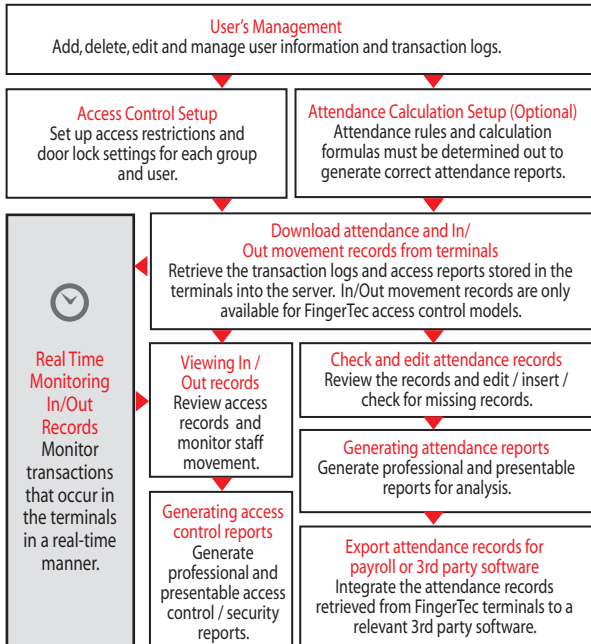 User's Management
Add, delete, edit and manage user information and transaction logs.
Access Control Setup
Set up access restrictions and
door lock settings for each group
and user.
Attendance Calculation Setup (Optional)
Attendance rules and calculation
formulas must be determined out to
generate correct attendance reports.
Download attendance and In/
Out movement records from terminals
Retrieve the transaction logs and access reports stored in the
terminals into the server. In/Out movement records are only
available for FingerTec access control models.
Real Time
Monitoring
In/Out
Records
Monitor
transactions
that occur in
the terminals
in a real-time
manner.
Viewing In /
Out records
Review access
records and
monitor staff
movement.
Check and edit attendance records
Review the records and edit / insert /
check for missing records.
Generating attendance reports
Generate professional and presentable
reports for analysis.
Generating access
control reports
Generate
professional and
presentable access
control / security
reports.
Export attendance records for
payroll or 3rd party software
Integrate the attendance records
retrieved from FingerTec terminals to a
relevant 3rd party software.